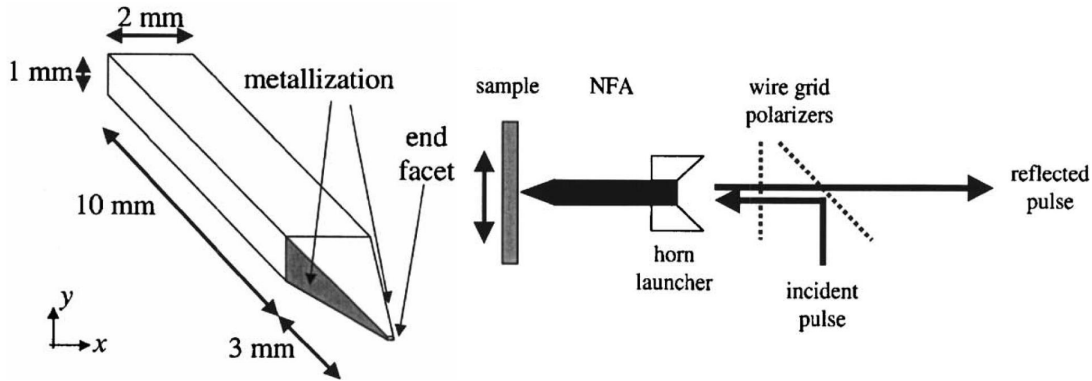 2 mm
1 mm
metallization
end
facet
10 mm
3 mm
y
x
sample
NFA
wire grid
polarizers
reflected
pulse
horn
launcher
incident
pulse